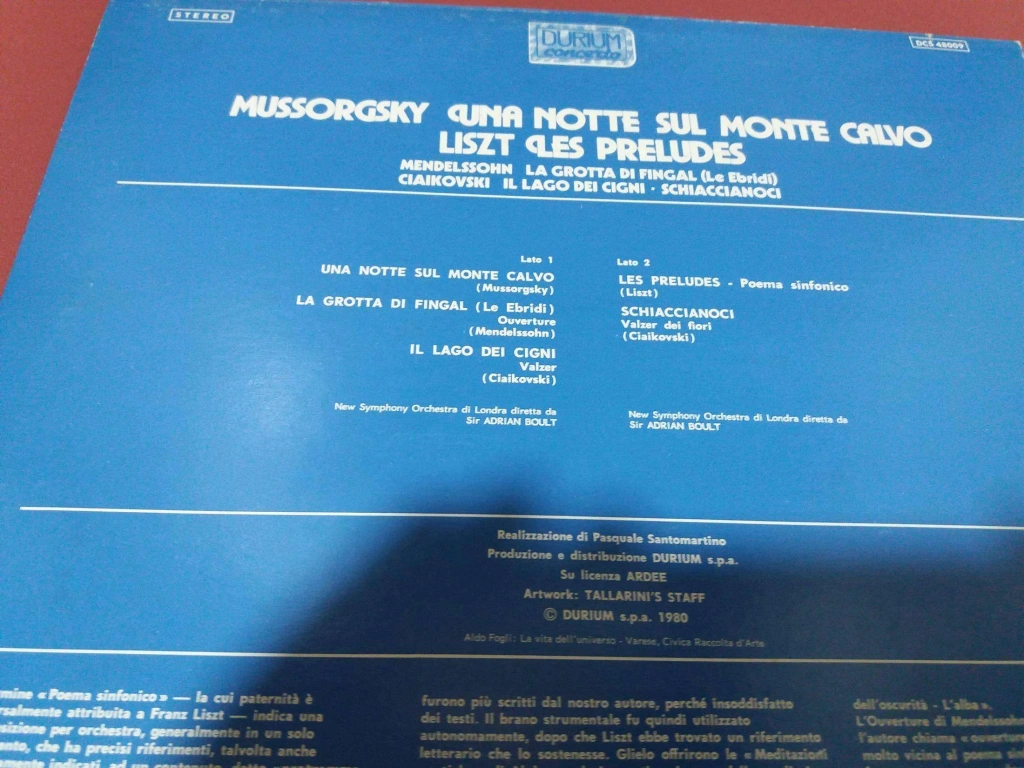 STEREO
DURIUM
concerto
DCS 48009
MUSSORGSKY UNA NOTTE SUL MONTE CALVO
LISZT LES PRELUDES
MENDELSSOHN LA GROTTA DI FINGAL (Le Ebridi)
CIAIKOVSKI IL LAGO DEI CIGNI · SCHIACCIANOCI
Lato 1
UNA NOTTE SUL MONTE CALVO
(Mussorgsky)
LA GROTTA DI FINGAL (Le Ebridi)
Ouverture
(Mendelssohn)
IL LAGO DEI CIGNI
Valzer
(Ciaikovski)
New Symphony Orchestra di Londra diretta da
Sir ADRIAN BOULT
Lato 2
LES PRELUDES - Poema sinfonico
(Liszt)
SCHIACCIANOCI
Valzer dei fiori
(Ciaikovski)
New Symphony Orchestra di Londra diretta da
Sir ADRIAN BOULT
Realizzazione di Pasquale Santomartino
Produzione e distribuzione DURIUM s.p.a.
Su licenza ARDEE
Artwork: TALLARINI'S STAFF
© DURIUM s.p.a. 1980
Aldo Fogli: La vita dell'universo - Varese, Civica Raccolta d'Arte
«Poema sinfonico» — la cui paternità è
attribuita a Franz Liszt — indica una
per orchestra, generalmente in un solo
che ha precisi riferimenti, talvolta anche
indicati, ad un
furono più scritti dal nostro autore, perché insoddisfatto
dei testi. Il brano strumentale fu quindi utilizzato
autonomamente, dopo che Liszt ebbe trovato un riferimento
letterario che lo sostenesse. Glielo offrirono le «Meditazioni
dell'oscurità - L'alba».
L'Ouverture di Mendelssohn
l'autore chiama «ouverture
molto vicina al poema